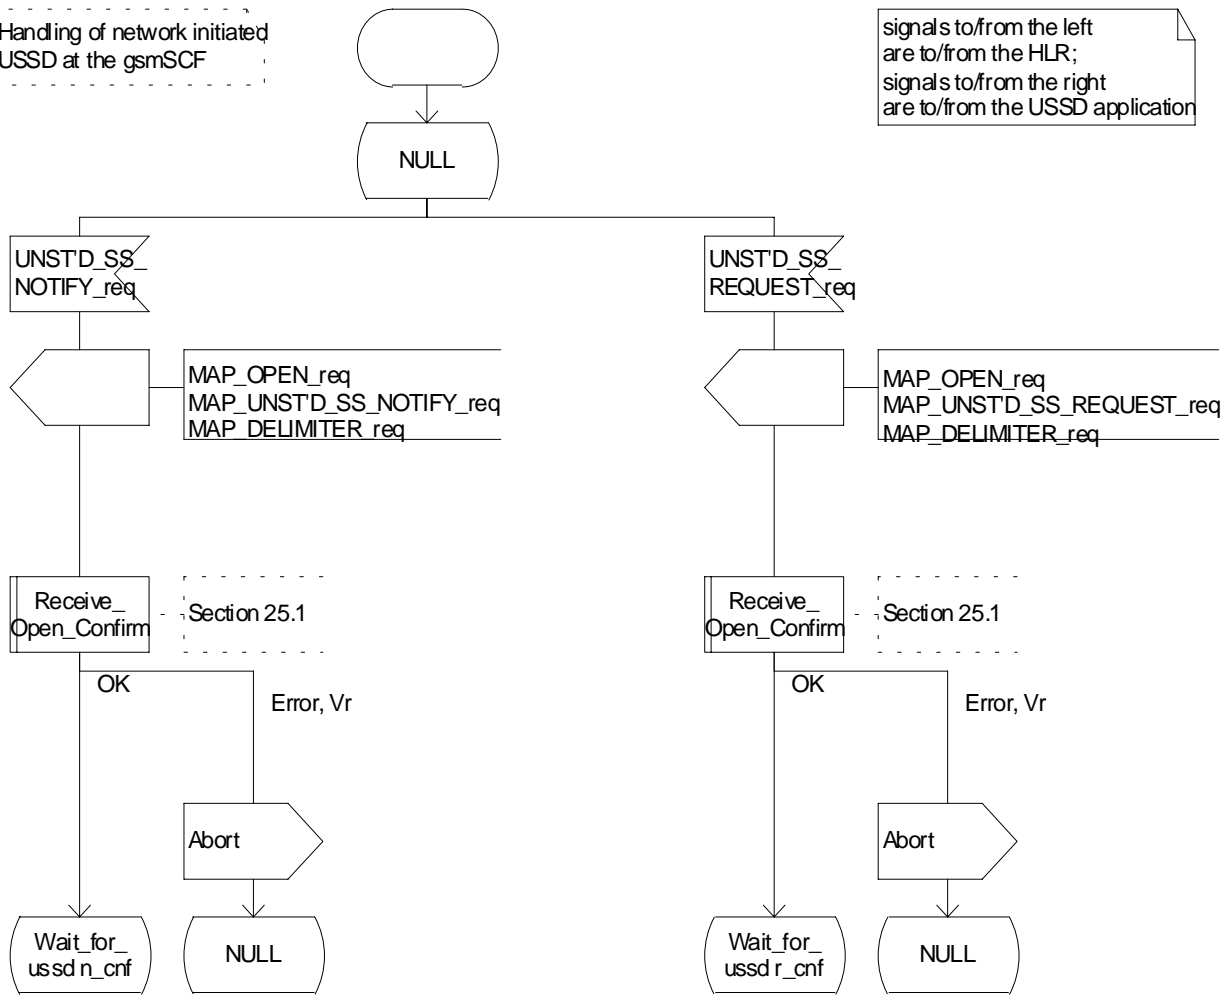 Handling of network initiated
USSD at the gsmSCF
signals to/from the left
are to/from the HLR;
signals to/from the right
are to/from the USSD application
NULL
UNST'D_SS_
NOTIFY_req
UNST'D_SS_
REQUEST_req
MAP_OPEN_req
MAP_UNST'D_SS_NOTIFY_req
MAP_DELIMITER_req
MAP_OPEN_req
MAP_UNST'D_SS_REQUEST_req
MAP_DELIMITER_req
Receive_
Open_Confirm
Section 25.1
Receive_
Open_Confirm
Section 25.1
OK
Error, Vr
OK
Error, Vr
Abort
Abort
Wait_for_
ussd n_cnf
NULL
Wait_for_
ussd r_cnf
NULL